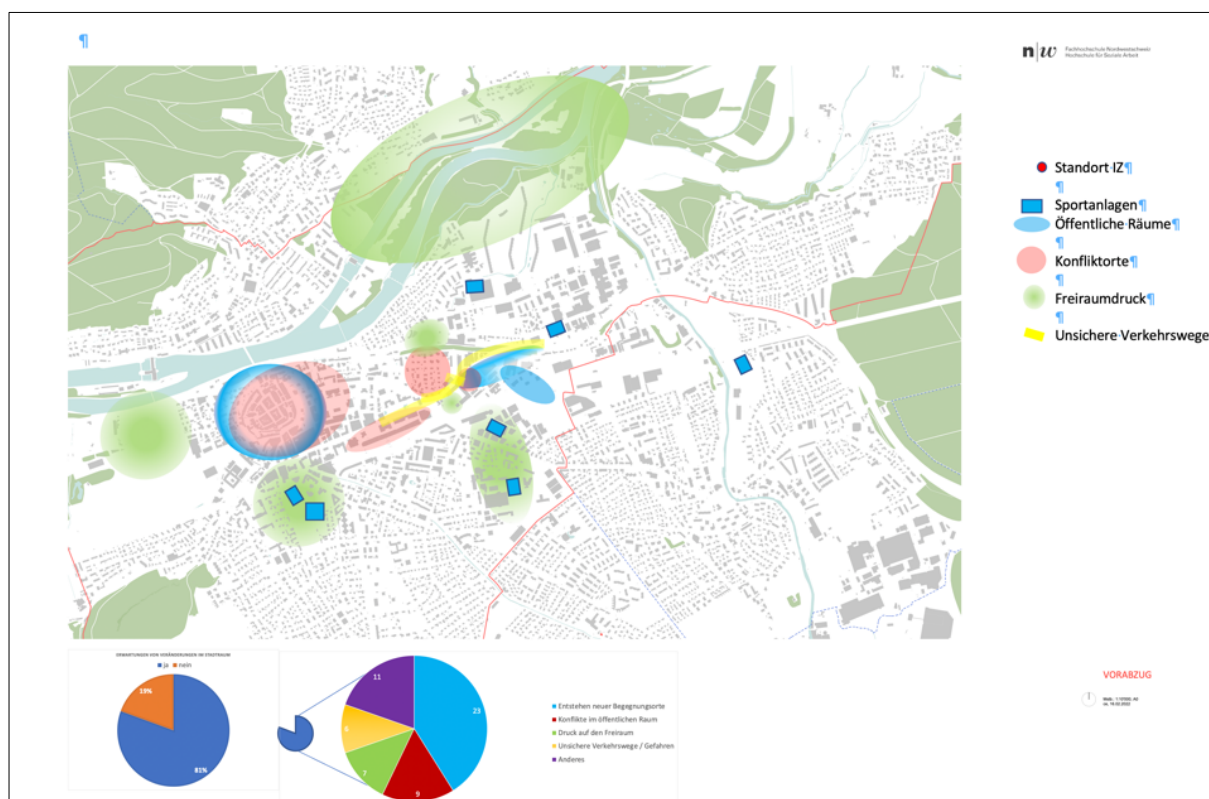 ¶
n|w Fachhochschule Nordwestschweiz
Hochschule für Soziale Arbeit
Standort·IZ¶
¶
Sportanlagen¶
Öffentliche·Räume¶
¶
Konfliktorte¶
¶
Freiraumdruck¶
¶
Unsichere·Verkehrswege
ERWARTUNGEN VON VERÄNDERUNGEN IM STADTRAUM
ja nein
19%
81%
11
23
6
7
9
Entstehen neuer Begegnungsorte
Konflikte im öffentlichen Raum
Druck auf den Freiraum
Unsichere Verkehrswege / Gefahren
Anderes
VORABZUG